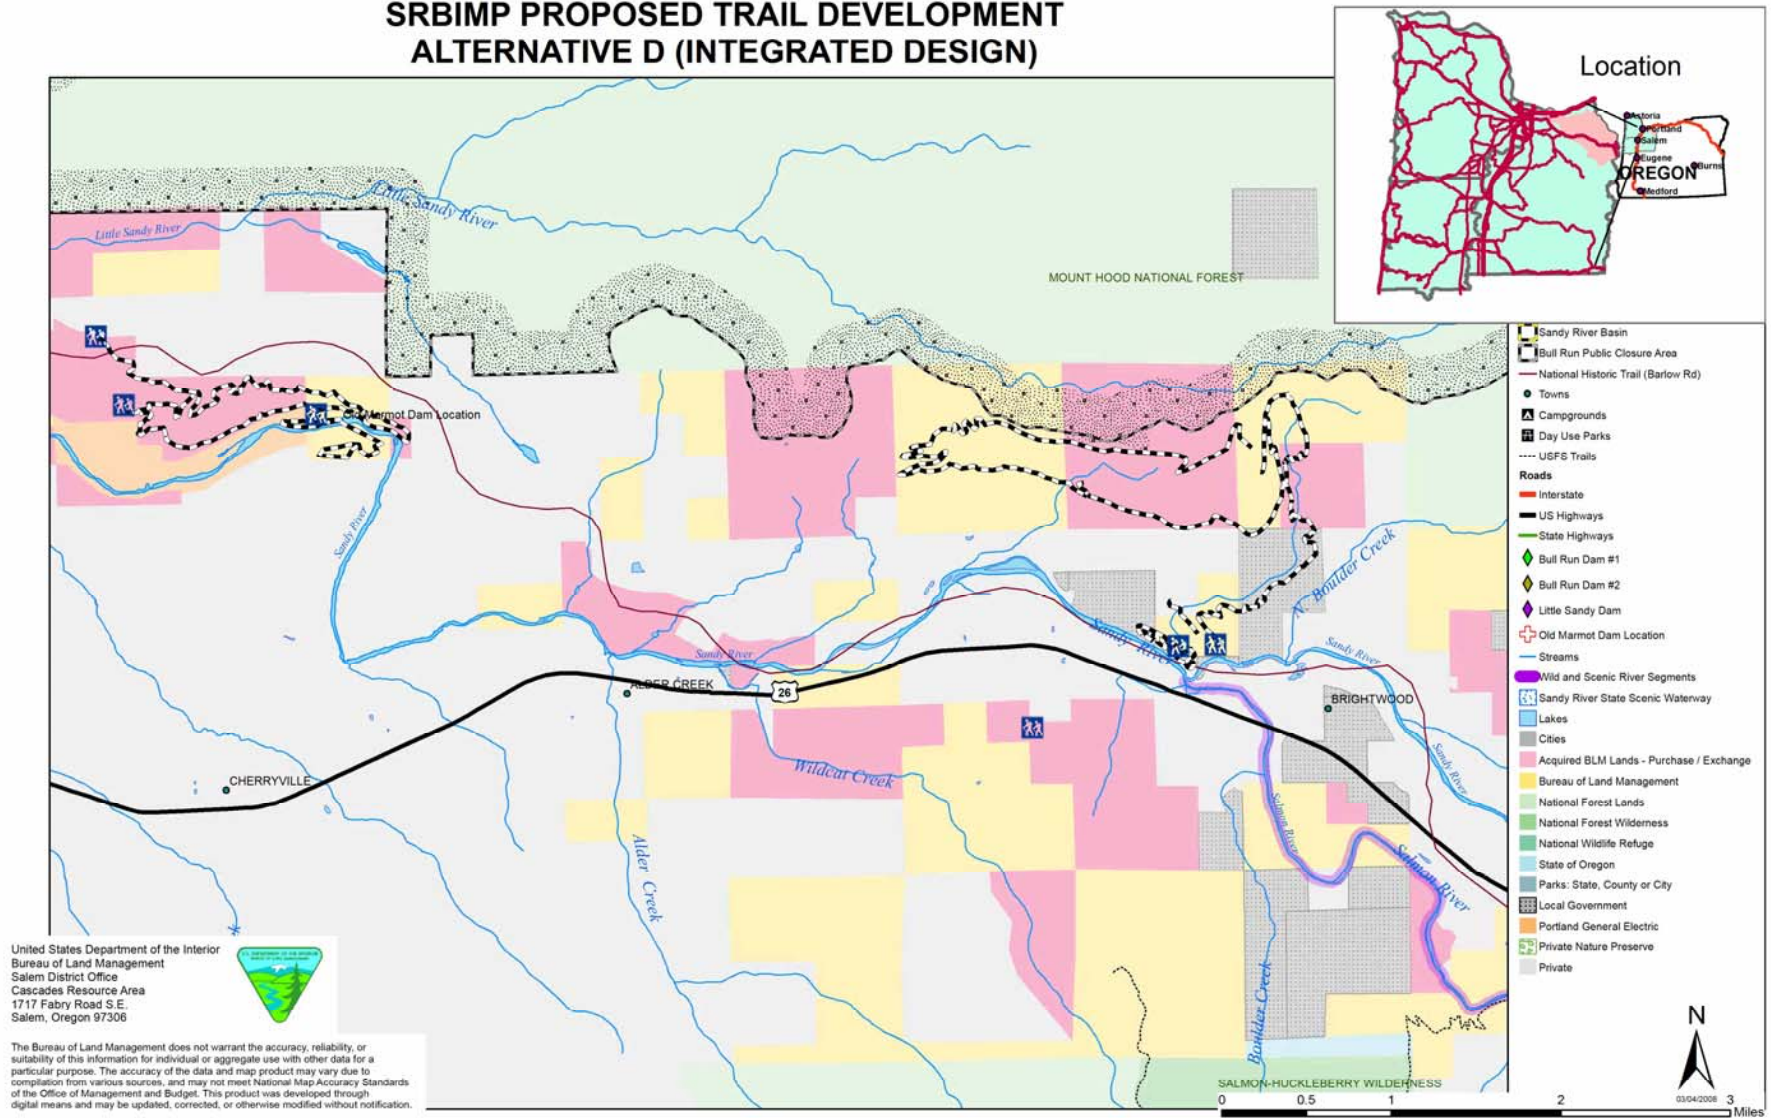 SRBIMP PROPOSED TRAIL DEVELOPMENT
ALTERNATIVE D (INTEGRATED DESIGN)
Location
Astoria
Portland
Salem
Eugene
Burns
OREGON
Medford
Little Sandy River
Little Sandy River
MOUNT HOOD NATIONAL FOREST
Old Marmot Dam Location
Sandy River
N. Boulder Creek
Sandy River
Sandy River
Sandy River
ALDER CREEK
26
BRIGHTWOOD
Sandy River
CHERRYVILLE
Wildcat Creek
Salmon River
Salmon River
Alder Creek
Boulder Creek
SALMON-HUCKLEBERRY WILDERNESS
Sandy River Basin
Bull Run Public Closure Area
National Historic Trail (Barlow Rd)
Towns
Campgrounds
Day Use Parks
USFS Trails
Roads
Interstate
US Highways
State Highways
Bull Run Dam #1
Bull Run Dam #2
Little Sandy Dam
Old Marmot Dam Location
Streams
Wild and Scenic River Segments
Sandy River State Scenic Waterway
Lakes
Cities
Acquired BLM Lands - Purchase / Exchange
Bureau of Land Management
National Forest Lands
National Forest Wilderness
National Wildlife Refuge
State of Oregon
Parks: State, County or City
Local Government
Portland General Electric
Private Nature Preserve
Private
United States Department of the Interior
Bureau of Land Management
Salem District Office
Cascades Resource Area
1717 Fabry Road S.E.
Salem, Oregon 97306
The Bureau of Land Management does not warrant the accuracy, reliability, or
suitability of this information for individual or aggregate use with other data for a
particular purpose. The accuracy of the data and map product may vary due to
compilation from various sources, and may not meet National Map Accuracy Standards
of the Office of Management and Budget. This product was developed through
digital means and may be updated, corrected, or otherwise modified without notification.
N
03/04/2008
0 0.5 1 2 3
Miles